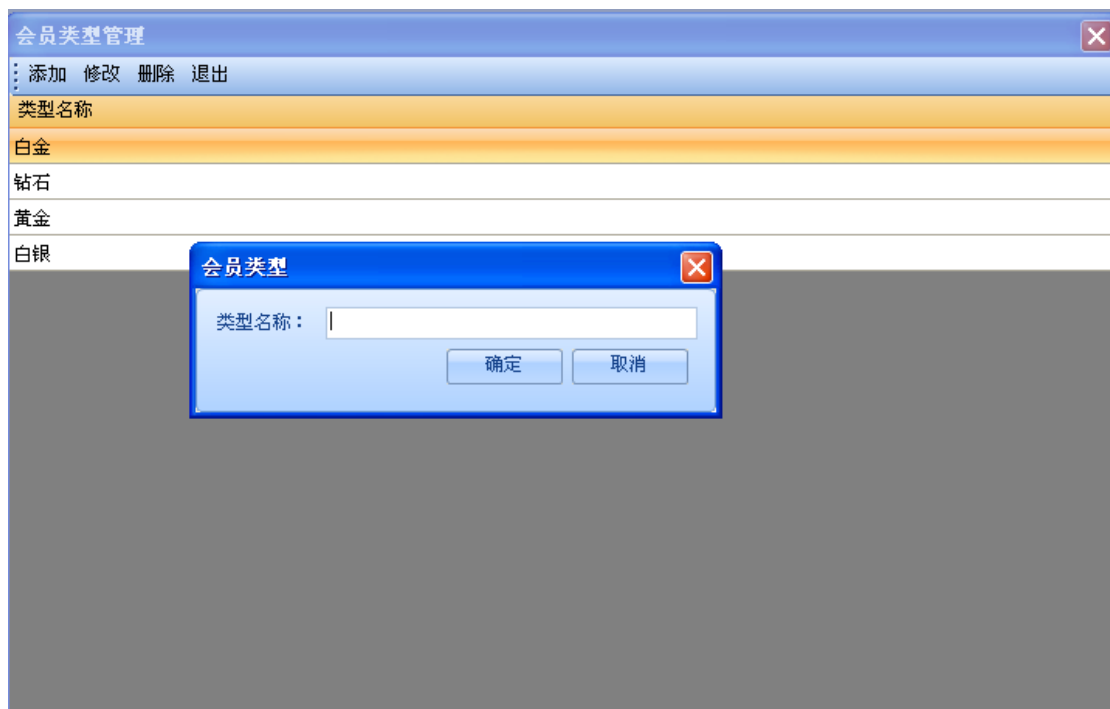 会员类型管理
添加 修改 删除 退出
类型名称
白金
钻石
黄金
白银
会员类型
类型名称：
确定 取消